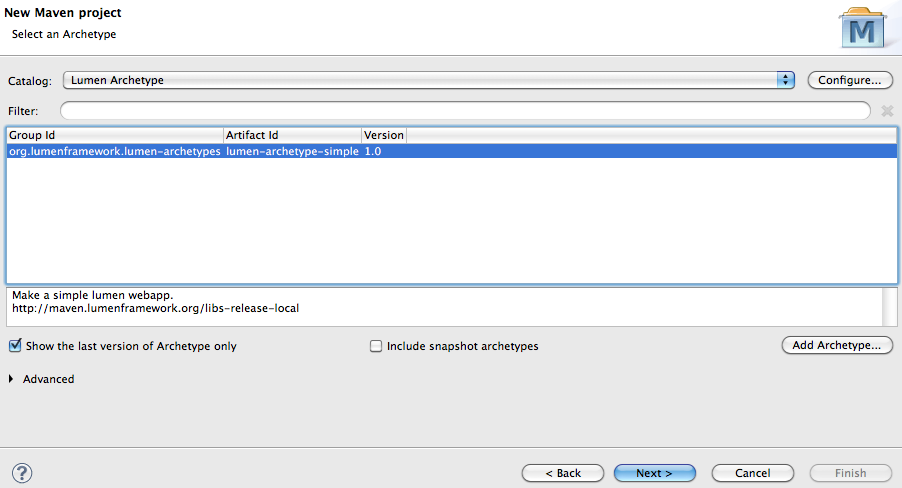 New Maven project
Select an Archetype
M
Catalog: Lumen Archetype Configure...
Filter:
Group Id Artifact Id Version
org.lumenframework.lumen-archetypes lumen-archetype-simple 1.0
Make a simple lumen webapp.
http://maven.lumenframework.org/libs-release-local
Show the last version of Archetype only Include snapshot archetypes Add Archetype...
Advanced
? < Back Next > Cancel Finish